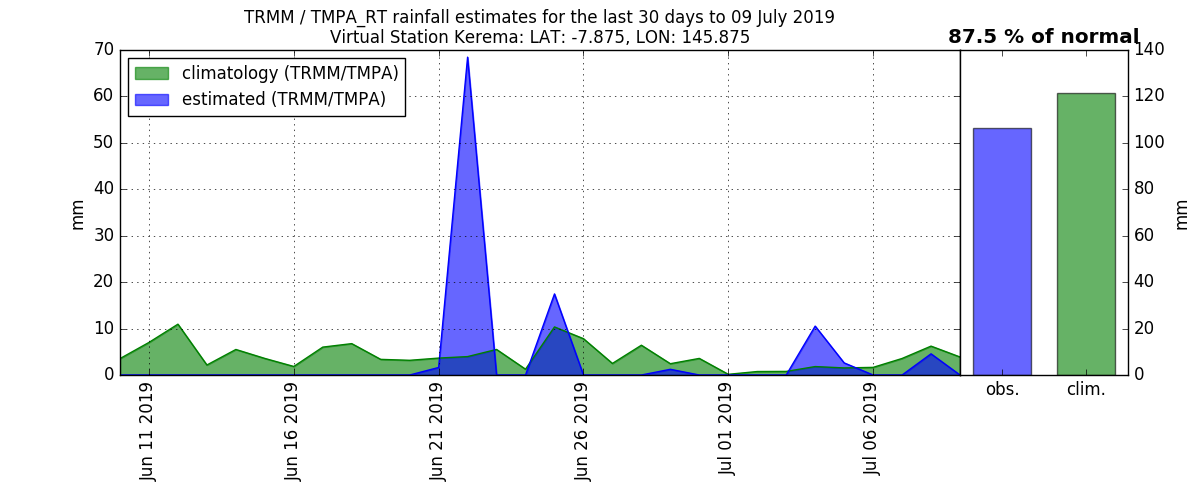 TRMM / TMPA_RT rainfall estimates for the last 30 days to 09 July 2019
Virtual Station Kerema: LAT: -7.875, LON: 145.875
87.5 % of normal
climatology (TRMM/TMPA)
estimated (TRMM/TMPA)
70
60
50
40
30
20
10
0
mm
Jun 11 2019
Jun 16 2019
Jun 21 2019
Jun 26 2019
Jul 01 2019
Jul 06 2019
140
120
100
80
60
40
20
0
mm
obs.
clim.